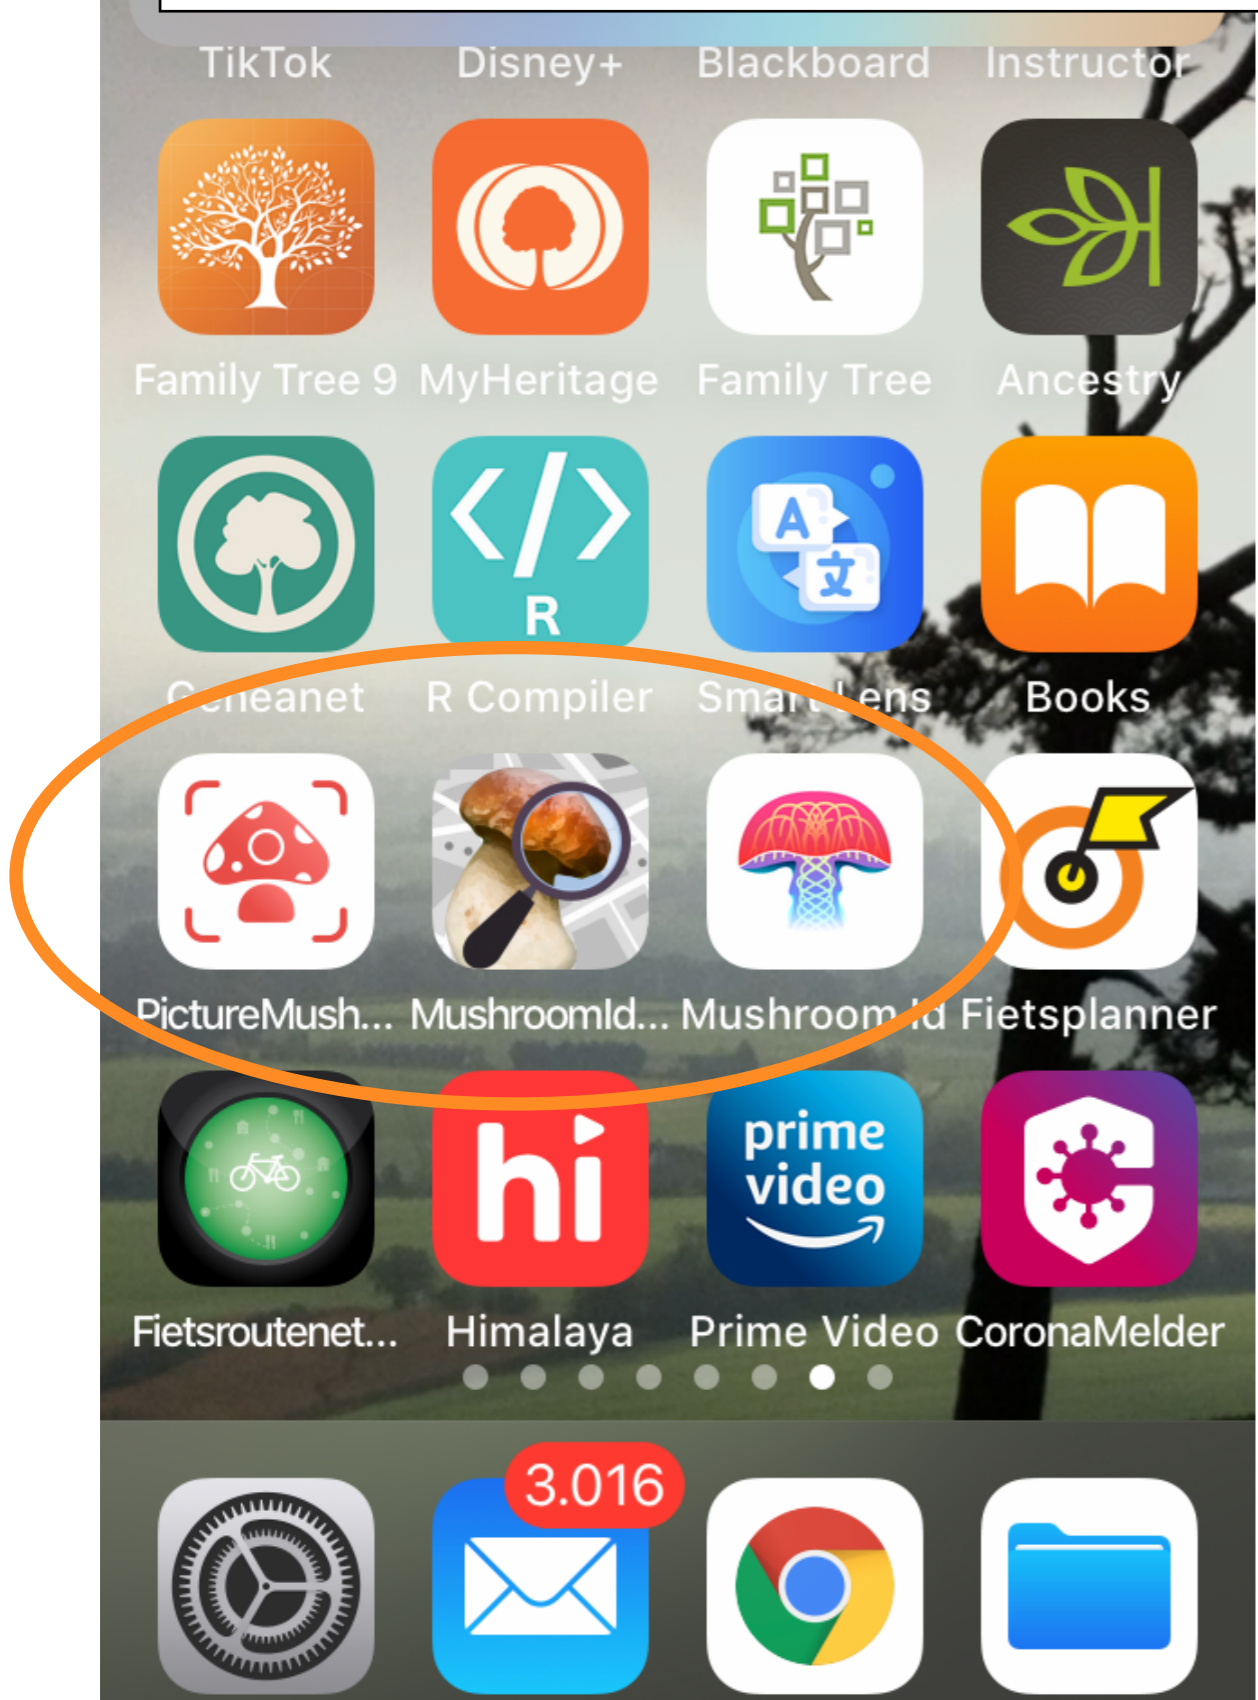 TikTok Disney+ Blackboard Instructor
Family Tree 9 MyHeritage Family Tree Ancestry
</>
R
A
文
Geneanet R Compiler Smart Lens Books
PictureMush... MushroomId... Mushroom Id Fietsplanner
hi
prime
video
Fietsroutenet... Himalaya Prime Video CoronaMelder
3.016